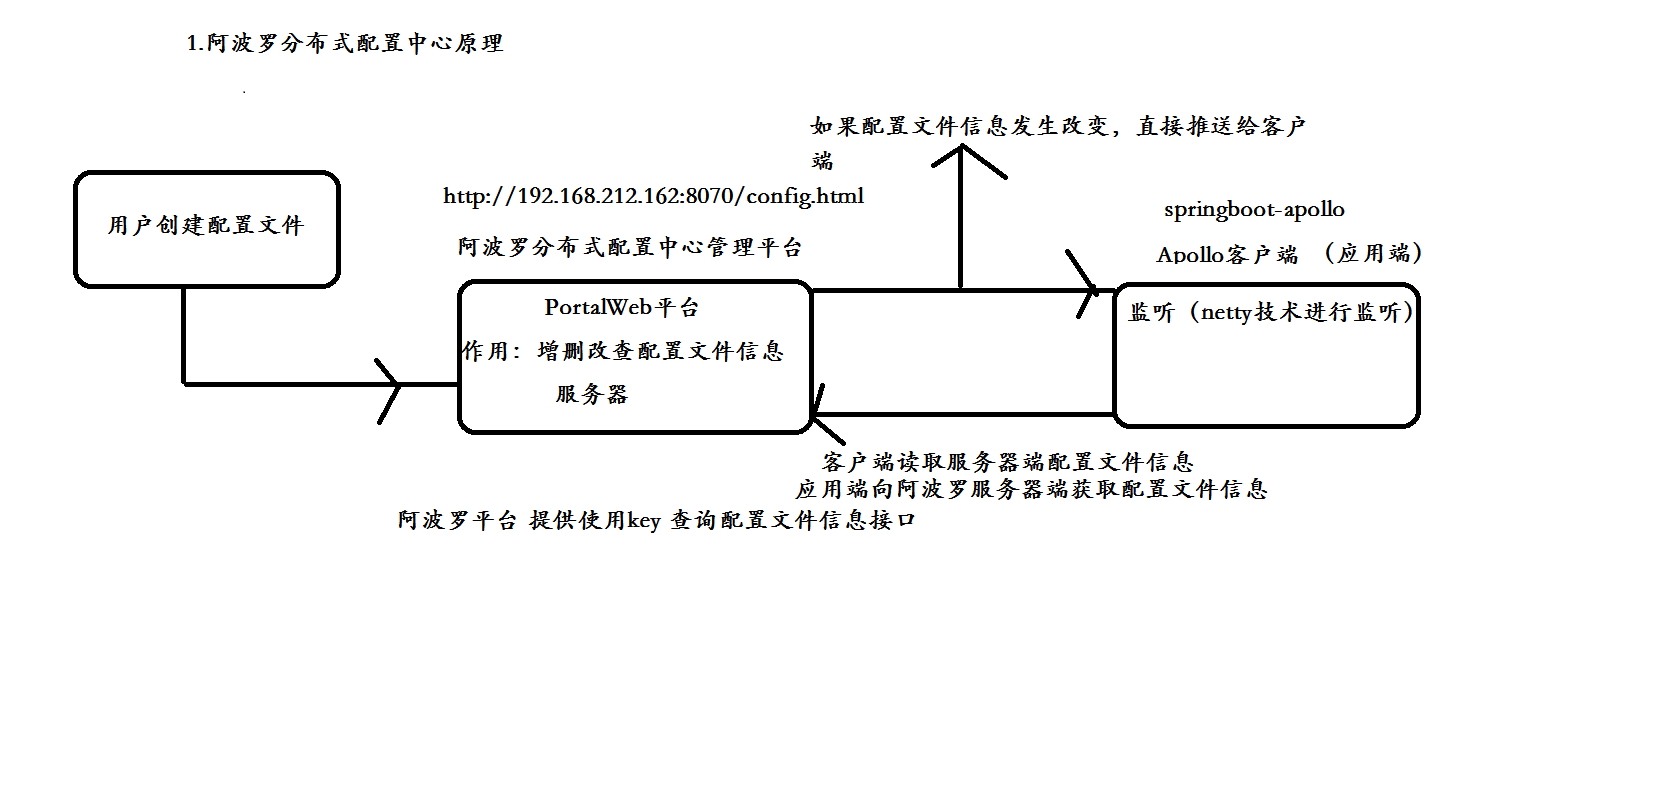 1.阿波罗分布式配置中心原理
如果配置文件信息发生改变，直接推送给客户
端
http://192.168.212.162:8070/config.html
阿波罗分布式配置中心管理平台
用户创建配置文件
PortalWeb平台
作用：增删改查配置文件信息
服务器
springboot-apollo
Apollo客户端 （应用端）
监听（netty技术进行监听）
客户端读取服务器端配置文件信息
应用端向阿波罗服务器端获取配置文件信息
阿波罗平台 提供使用key 查询配置文件信息接口